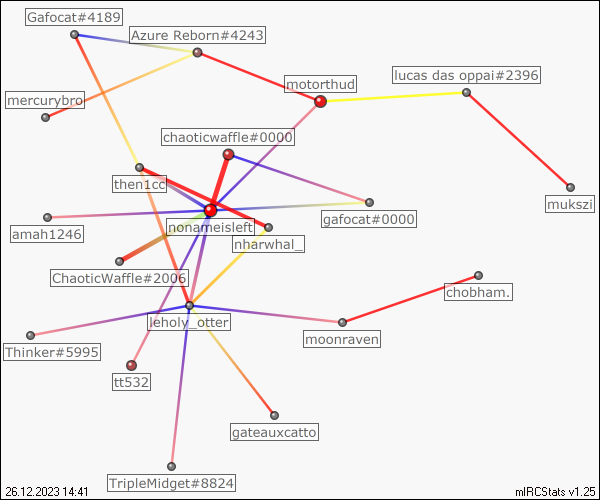 Gafocat#4189
Azure Reborn#4243
lucas das oppai#2396
motorthud
mercurybro
chaoticwaffle#0000
then1cc
mukszi
gafocat#0000
nonameisleft
amah1246
nharwhal_
ChaoticWaffle#2006
chobham.
leholy_otter
moonraven
Thinker#5995
tt532
gateauxcatto
TripleMidget#8824
26.12.2023 14:41
mIRCStats v1.25